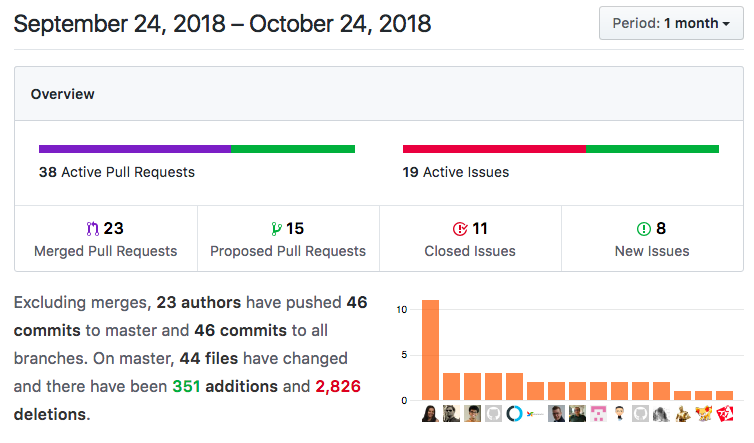 September 24, 2018 – October 24, 2018
Period: 1 month
Overview
38 Active Pull Requests
19 Active Issues
23
Merged Pull Requests
15
Proposed Pull Requests
11
Closed Issues
8
New Issues
Excluding merges, 23 authors have pushed 46
commits to master and 46 commits to all
branches. On master, 44 files have changed
and there have been 351 additions and 2,826
deletions.
10
5
0